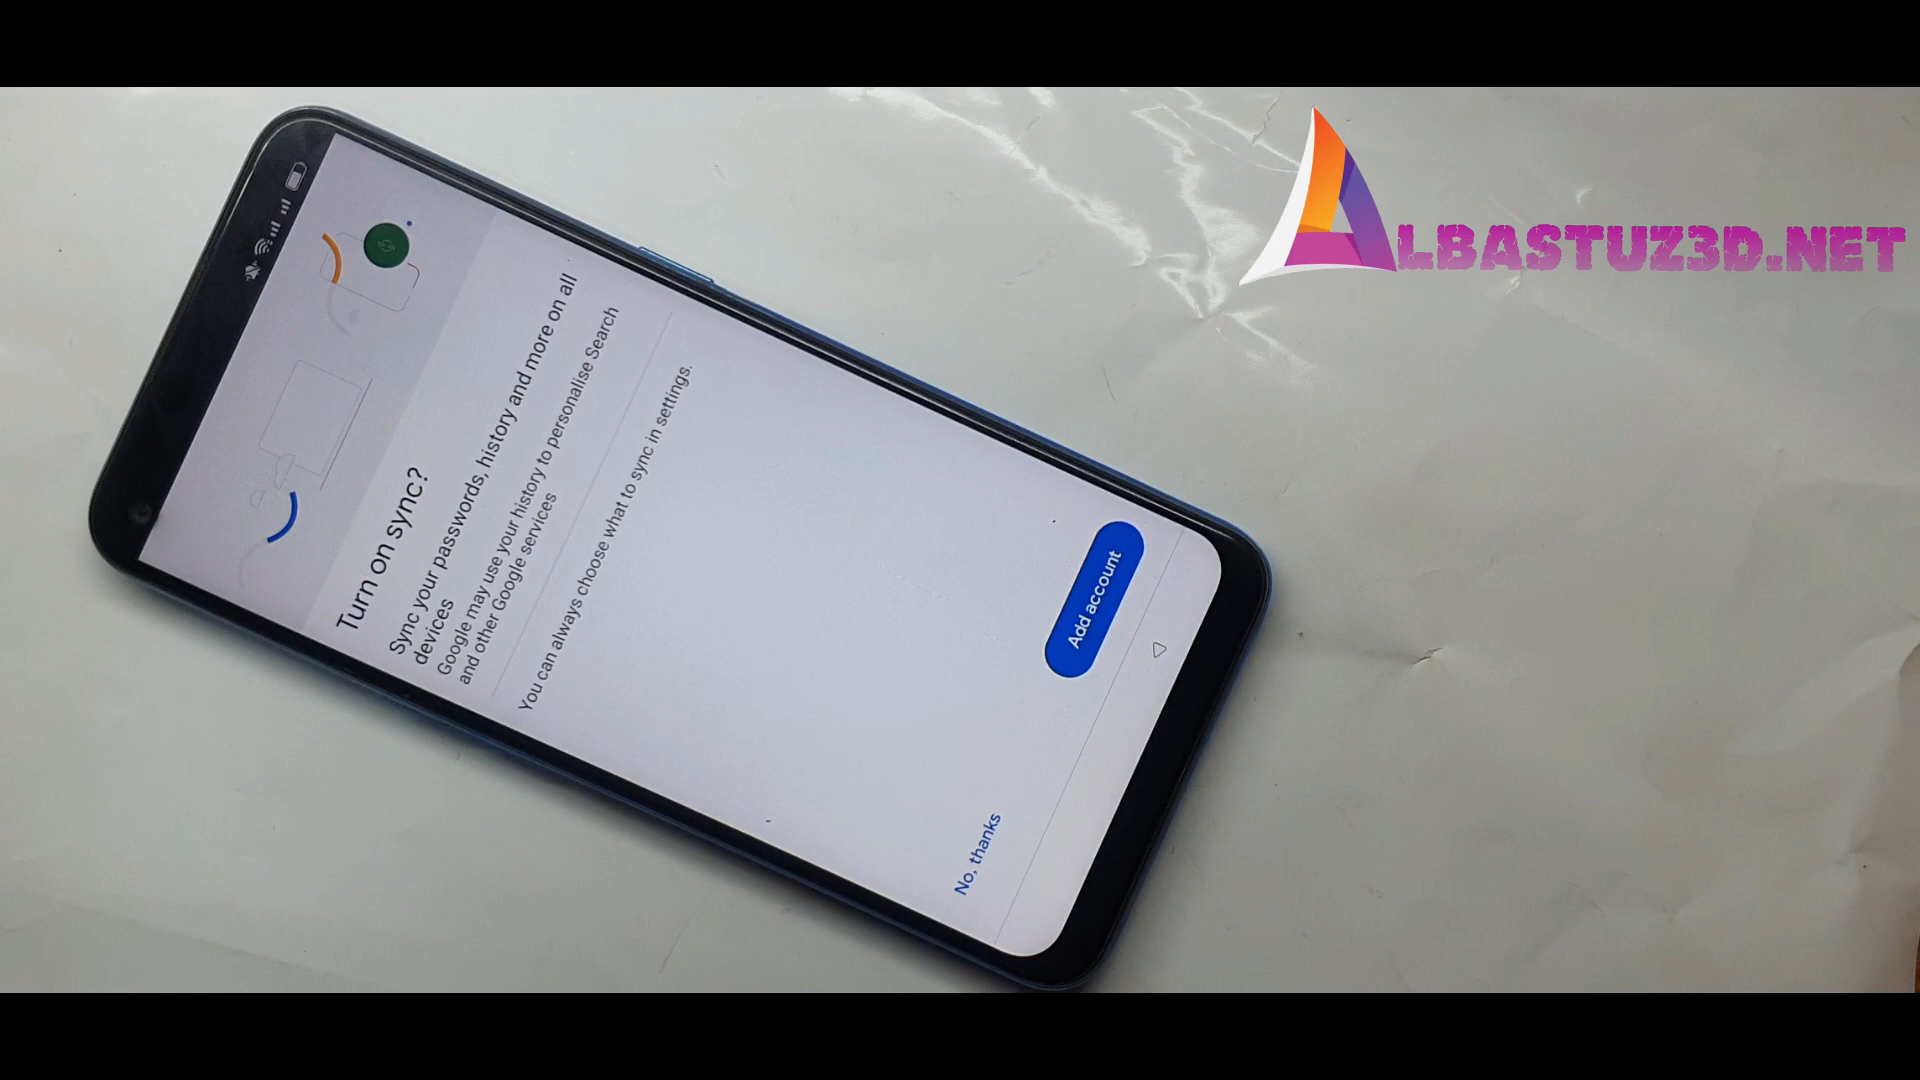 Turn on sync?
Sync your passwords, history and more on all
devices
Google may use your history to personalise Search
and other Google services
You can always choose what to sync in settings.
Add account
No, thanks
ALBASTUZ3D.NET